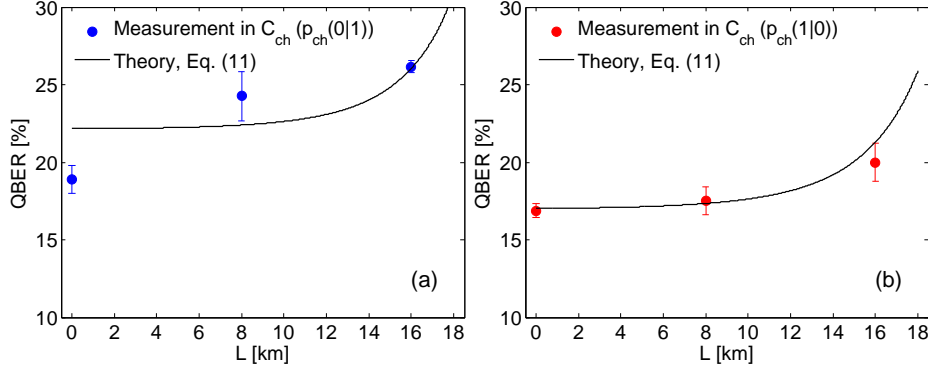 30
25
20
15
10
QBER [%]
Measurement in C_ch (p_ch(0|1))
Theory, Eq. (11)
(a)
0 2 4 6 8 10 12 14 16 18
L [km]
30
25
20
15
10
QBER [%]
Measurement in C_ch (p_ch(1|0))
Theory, Eq. (11)
(b)
0 2 4 6 8 10 12 14 16 18
L [km]